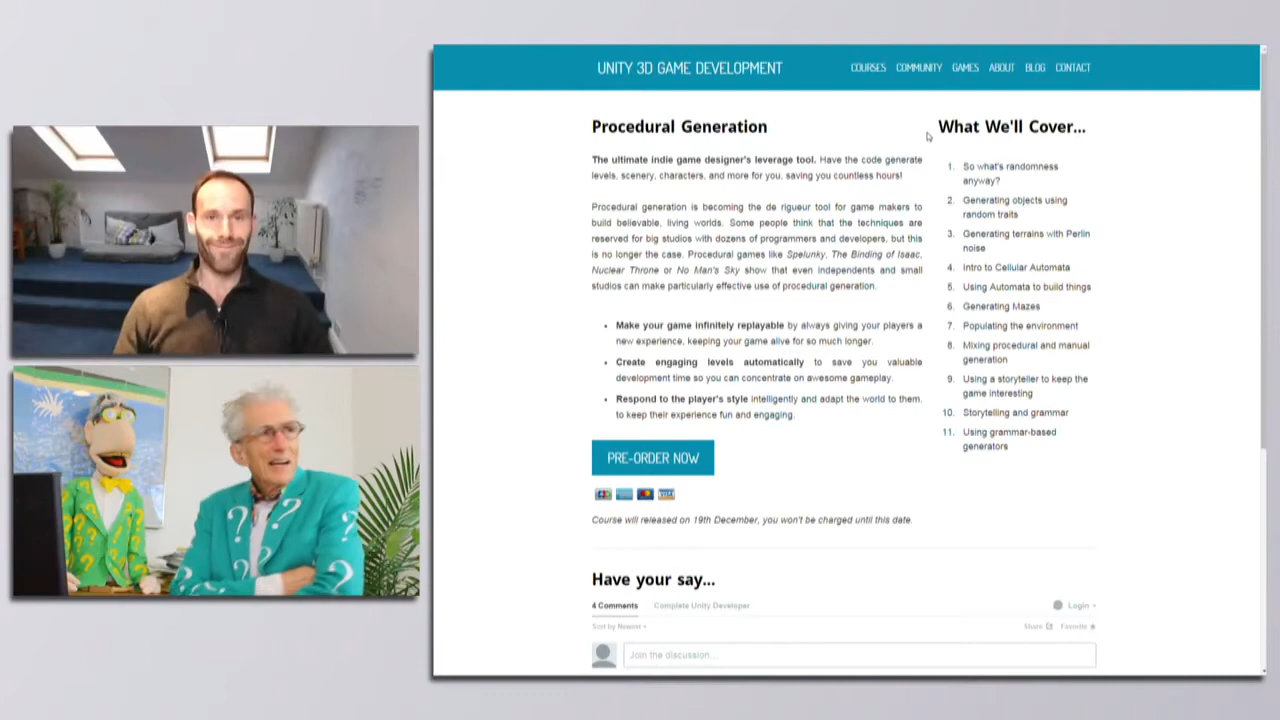 UNITY 3D GAME DEVELOPMENT
COURSES COMMUNITY GAMES ABOUT BLOG CONTACT
Procedural Generation
The ultimate indie game designer's leverage tool. Have the code generate
levels, scenery, characters, and more for you, saving you countless hours!
Procedural generation is becoming the de rigueur tool for game makers to
build believable, living worlds. Some people think that the techniques are
reserved for big studios with dozens of programmers and developers, but this
is no longer the case. Procedural games like Spelunky, The Binding of Isaac,
Nuclear Throne or No Man's Sky show that even independents and small
studios can make particularly effective use of procedural generation.
• Make your game infinitely replayable by always giving your players a
new experience, keeping your game alive for so much longer.
• Create engaging levels automatically to save you valuable
development time so you can concentrate on awesome gameplay.
• Respond to the player's style intelligently and adapt the world to them,
to keep their experience fun and engaging.
PRE-ORDER NOW
VISA
Course will released on 19th December, you won't be charged until this date.
What We'll Cover...
1. So what's randomness
anyway?
2. Generating objects using
random traits
3. Generating terrains with Perlin
noise
4. Intro to Cellular Automata
5. Using Automata to build things
6. Generating Mazes
7. Populating the environment
8. Mixing procedural and manual
generation
9. Using a storyteller to keep the
game interesting
10. Storytelling and grammar
11. Using grammar-based
generators
Have your say...
4 Comments Complete Unity Developer Login
Sort by Newest Share Favorite ★
Join the discussion...